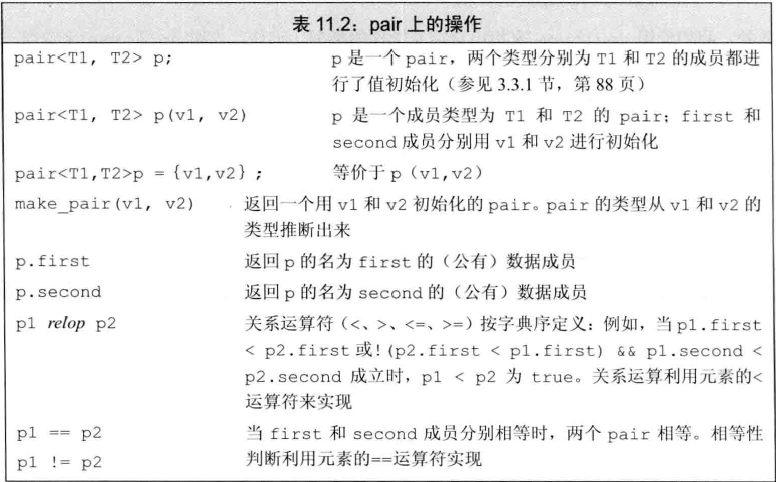 表 11.2：pair 上的操作
pair<T1, T2> p; p 是一个 pair，两个类型分别为 T1 和 T2 的成员都进
行了值初始化（参见 3.3.1 节，第 88 页）
pair<T1, T2> p(v1, v2) p 是一个成员类型为 T1 和 T2 的 pair；first 和
second 成员分别用 v1 和 v2 进行初始化
pair<T1,T2>p = {v1,v2} ; 等价于 p（v1,v2）
make_pair(v1, v2) 返回一个用 v1 和 v2 初始化的 pair。pair 的类型从 v1 和 v2 的
类型推断出来
p.first 返回 p 的名为 first 的（公有）数据成员
p.second 返回 p 的名为 second 的（公有）数据成员
p1 relop p2 关系运算符（<、>、<=、>=）按字典序定义：例如，当 p1.first
< p2.first 或!(p2.first < p1.first) && p1.second <
p2.second 成立时，p1 < p2 为 true。关系运算利用元素的<
运算符来实现
p1 == p2 当 first 和 second 成员分别相等时，两个 pair 相等。相等性
p1 != p2 判断利用元素的==运算符实现